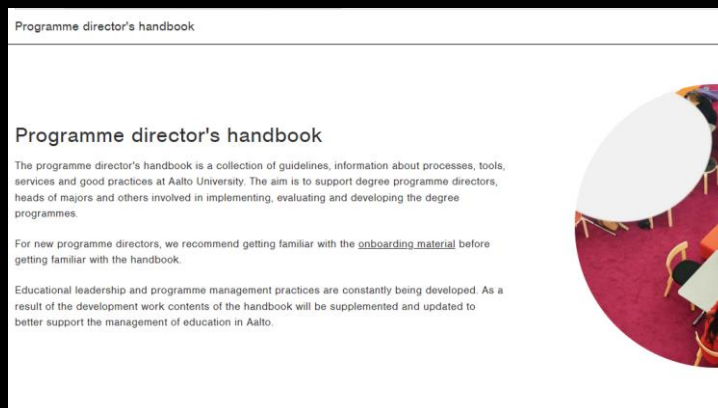 Programme director's handbook
Programme director's handbook
The programme director's handbook is a collection of guidelines, information about processes, tools,
services and good practices at Aalto University. The aim is to support degree programme directors,
heads of majors and others involved in implementing, evaluating and developing the degree
programmes.
For new programme directors, we recommend getting familiar with the onboarding material before
getting familiar with the handbook.
Educational leadership and programme management practices are constantly being developed. As a
result of the development work contents of the handbook will be supplemented and updated to
better support the management of education in Aalto.